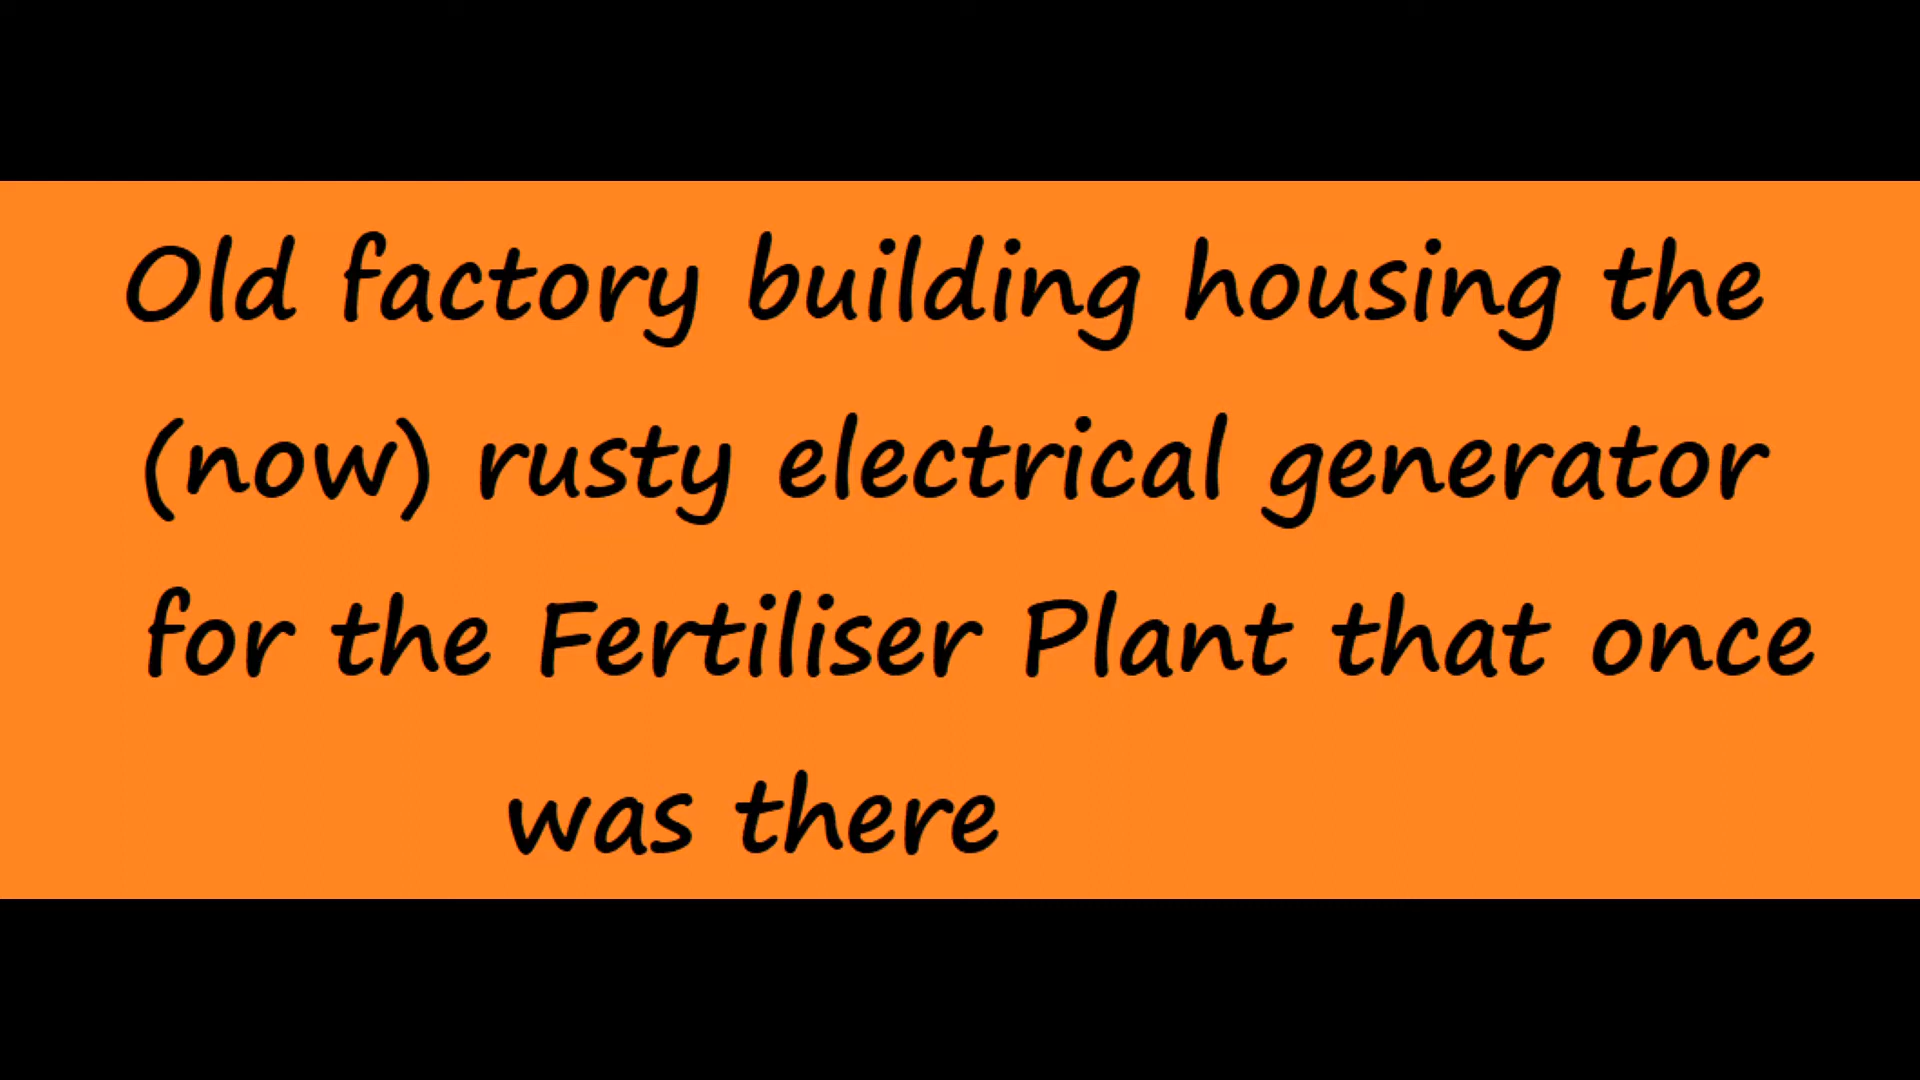 Old factory building housing the
(now) rusty electrical generator
for the Fertiliser Plant that once
was there